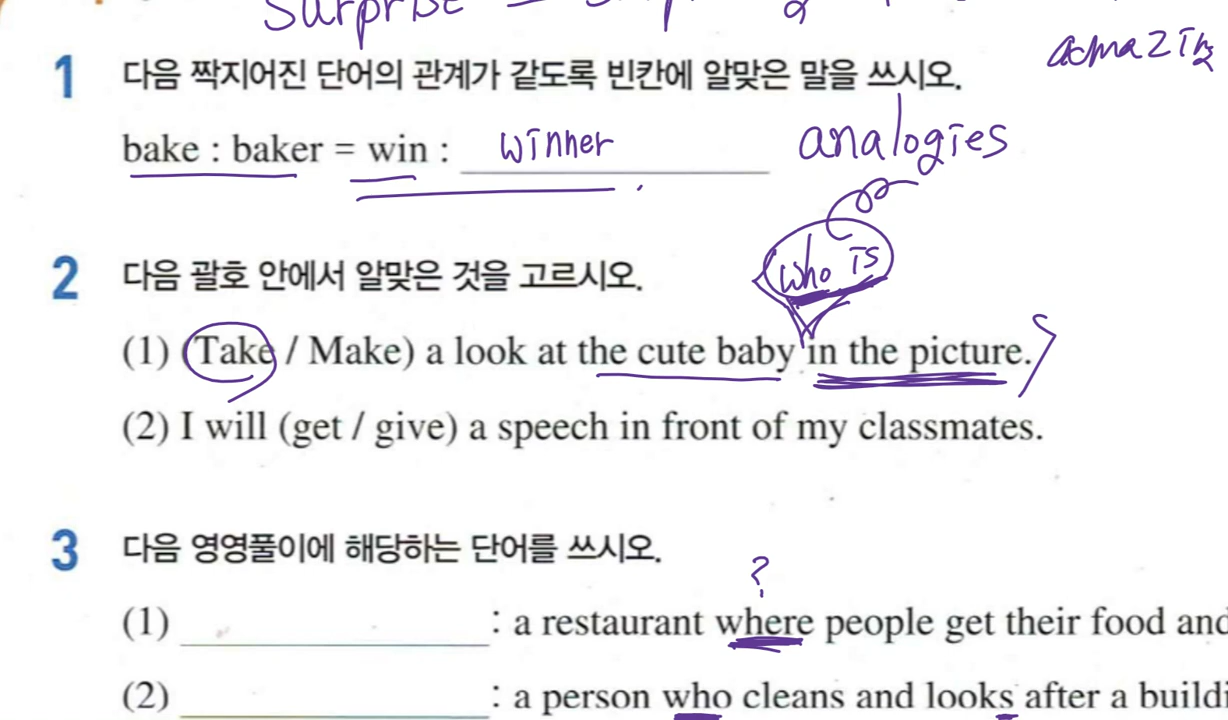 surprise =
1 다음 짝지어진 단어의 관계가 같도록 빈칸에 알맞은 말을 쓰시오.
bake : baker = win : winner
analogies
2 다음 괄호 안에서 알맞은 것을 고르시오.
who is
(1) (Take / Make) a look at the cute baby in the picture.
(2) I will (get / give) a speech in front of my classmates.
3 다음 영영풀이에 해당하는 단어를 쓰시오.
?
(1) : a restaurant where people get their food and
(2) : a person who cleans and looks after a buildi